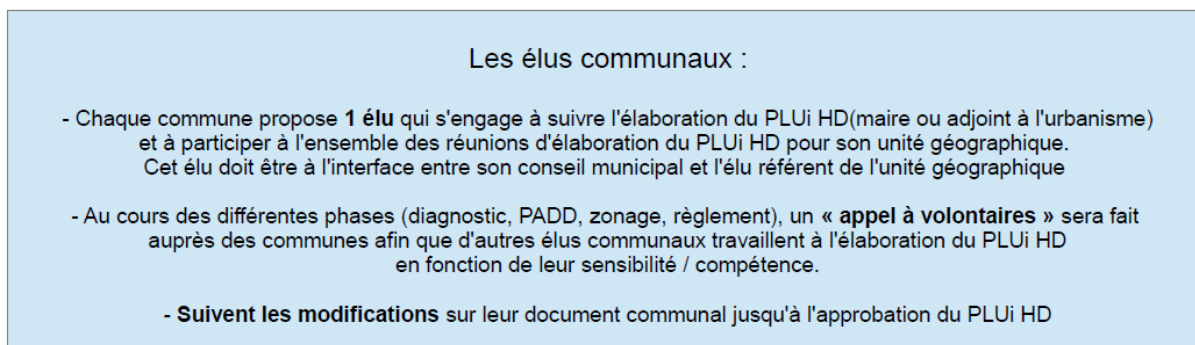 Les élus communaux :
- Chaque commune propose 1 élu qui s'engage à suivre l'élaboration du PLUi HD(maire ou adjoint à l'urbanisme)
et à participer à l'ensemble des réunions d'élaboration du PLUi HD pour son unité géographique.
Cet élu doit être à l'interface entre son conseil municipal et l'élu référent de l'unité géographique
- Au cours des différentes phases (diagnostic, PADD, zonage, règlement), un « appel à volontaires » sera fait
auprès des communes afin que d'autres élus communaux travaillent à l'élaboration du PLUi HD
en fonction de leur sensibilité / compétence.
- Suivent les modifications sur leur document communal jusqu'à l'approbation du PLUi HD